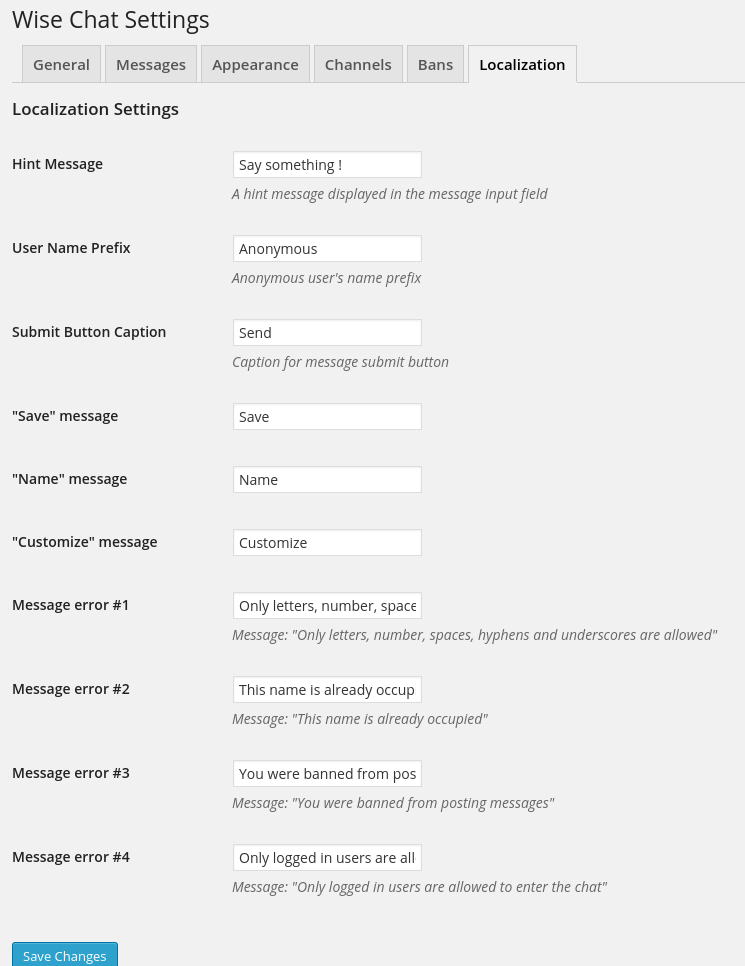 Wise Chat Settings
General Messages Appearance Channels Bans Localization
Localization Settings
Hint Message Say something !
A hint message displayed in the message input field
User Name Prefix Anonymous
Anonymous user's name prefix
Submit Button Caption Send
Caption for message submit button
"Save" message Save
"Name" message Name
"Customize" message Customize
Message error #1 Only letters, number, space
Message: "Only letters, number, spaces, hyphens and underscores are allowed"
Message error #2 This name is already occup
Message: "This name is already occupied"
Message error #3 You were banned from pos
Message: "You were banned from posting messages"
Message error #4 Only logged in users are all
Message: "Only logged in users are allowed to enter the chat"
Save Changes